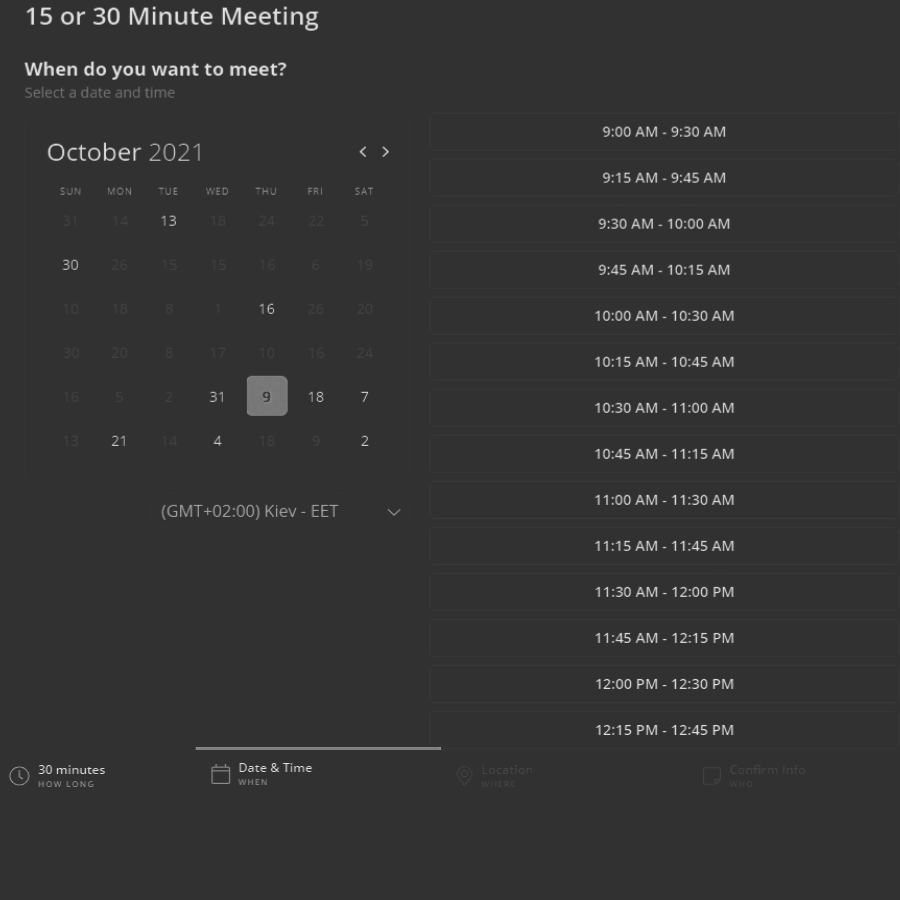 15 or 30 Minute Meeting
When do you want to meet?
Select a date and time
October 2021
SUN MON TUE WED THU FRI SAT
31 14 13 18 24 22 5
30 26 15 15 16 6 19
10 18 8 1 16 26 20
30 20 8 17 10 16 24
16 5 2 31 9 18 7
13 21 14 4 18 9 2
(GMT+02:00) Kiev - EET
9:00 AM - 9:30 AM
9:15 AM - 9:45 AM
9:30 AM - 10:00 AM
9:45 AM - 10:15 AM
10:00 AM - 10:30 AM
10:15 AM - 10:45 AM
10:30 AM - 11:00 AM
10:45 AM - 11:15 AM
11:00 AM - 11:30 AM
11:15 AM - 11:45 AM
11:30 AM - 12:00 PM
11:45 AM - 12:15 PM
12:00 PM - 12:30 PM
12:15 PM - 12:45 PM
30 minutes
HOW LONG
Date & Time
WHEN
Location
WHERE
Confirm Info
WHO